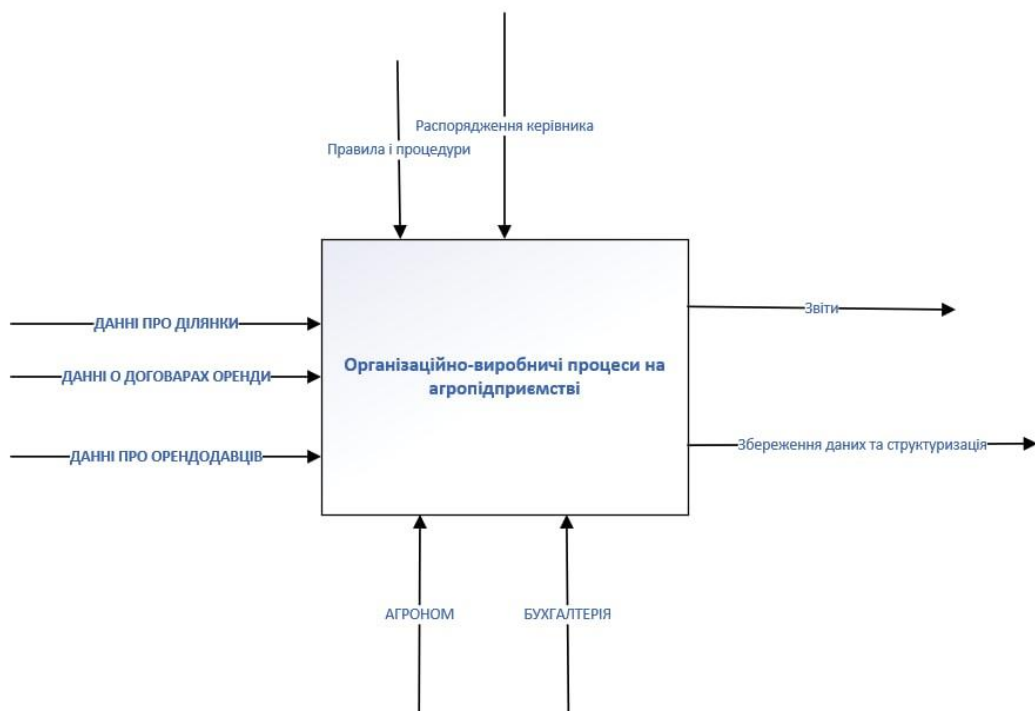 Распорядження керівника
Правила і процедури
ДАННІ ПРО ДІЛЯНКИ
ДАННІ О ДОГОВАРАХ ОРЕНДИ
ДАННІ ПРО ОРЕНДОДАВЦІВ
Організаційно-виробничі процеси на
агропідприємстві
Звіти
Збереження даних та структуризація
АГРОНОМ
БУХГАЛТЕРІЯ